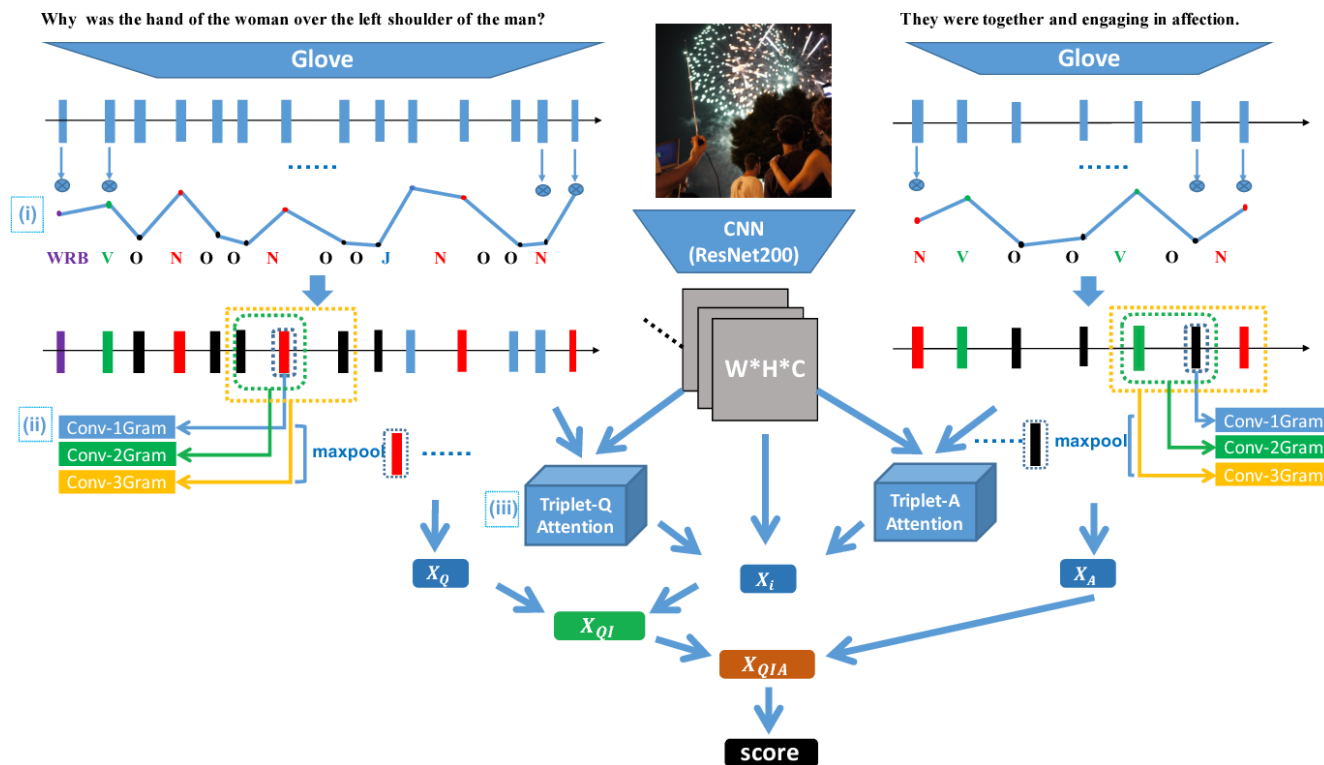 Why was the hand of the woman over the left shoulder of the man?
They were together and engaging in affection.
Glove
Glove
(i)
CNN
(ResNet200)
WRB V O N O O N O O J N O O N
N V O O V O N
W*H*C
(ii)
Conv-1Gram
Conv-2Gram
Conv-3Gram
maxpool
maxpool
Conv-1Gram
Conv-2Gram
Conv-3Gram
(iii)
Triplet-Q
Attention
Triplet-A
Attention
X_Q
X_i
X_A
X_QI
X_QIA
score